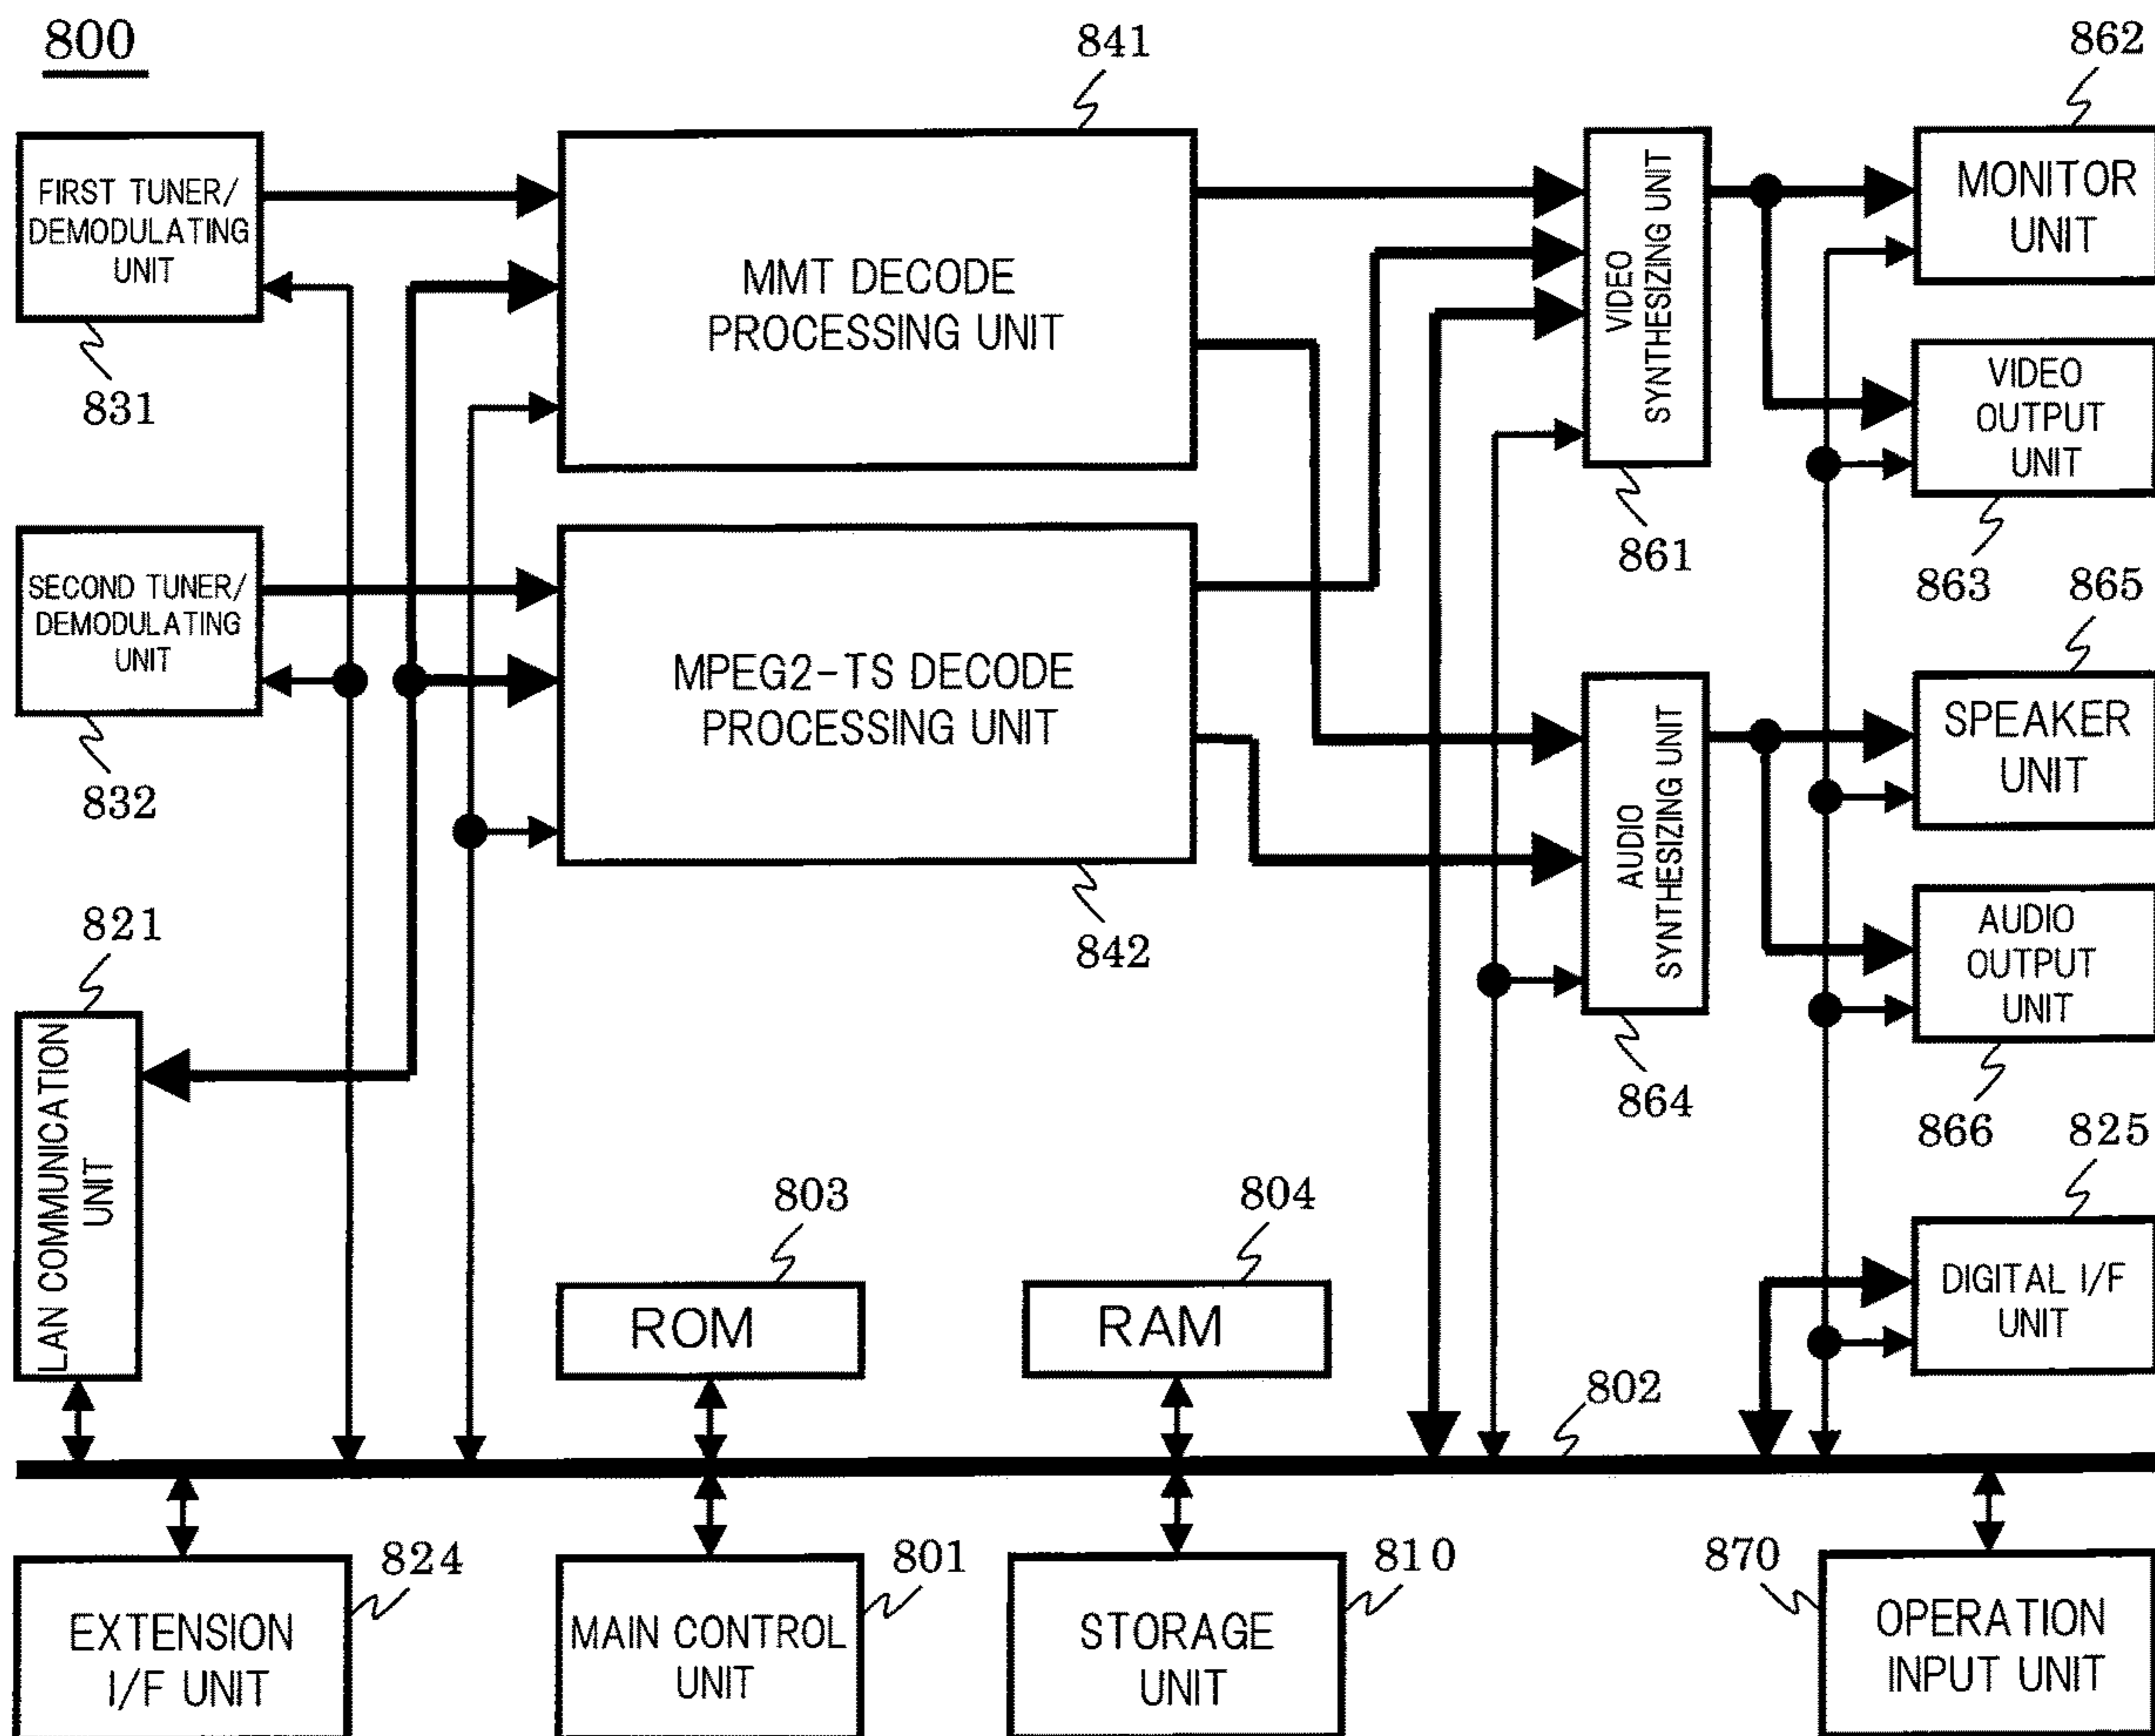 800
841
862
FIRST TUNER/
DEMODULATING
UNIT
831
MMT DECODE
PROCESSING UNIT
VIDEO
SYNTHESIZING UNIT
861
MONITOR
UNIT
VIDEO
OUTPUT
UNIT
863
SECOND TUNER/
DEMODULATING
UNIT
832
MPEG2-TS DECODE
PROCESSING UNIT
842
AUDIO
SYNTHESIZING UNIT
864
865
SPEAKER
UNIT
AUDIO
OUTPUT
UNIT
866
821
LAN COMMUNICATION
UNIT
803
ROM
804
RAM
825
DIGITAL I/F
UNIT
802
824
EXTENSION
I/F UNIT
801
MAIN CONTROL
UNIT
810
STORAGE
UNIT
870
OPERATION
INPUT UNIT